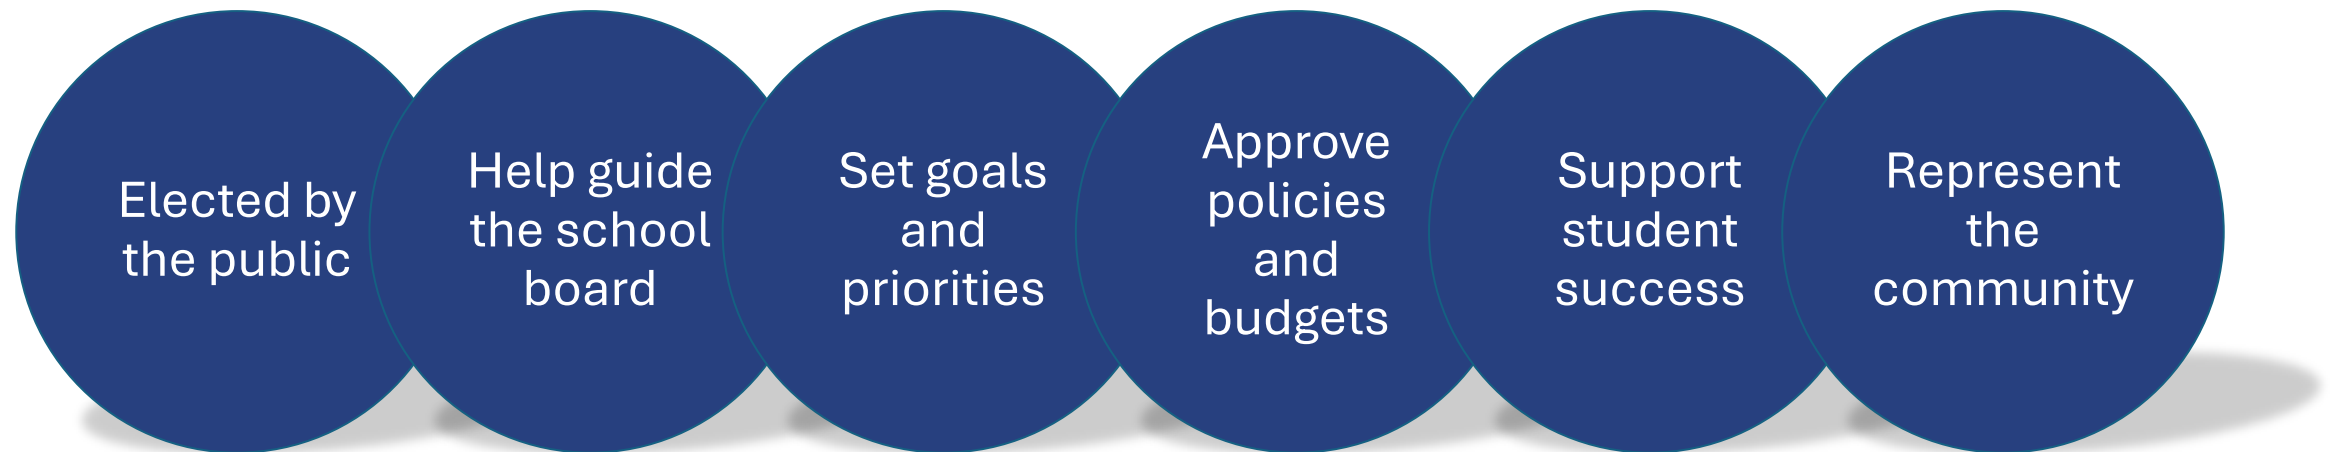 Elected by
the public
Help guide
the school
board
Set goals
and
priorities
Approve
policies
and
budgets
Support
student
success
Represent
the
community